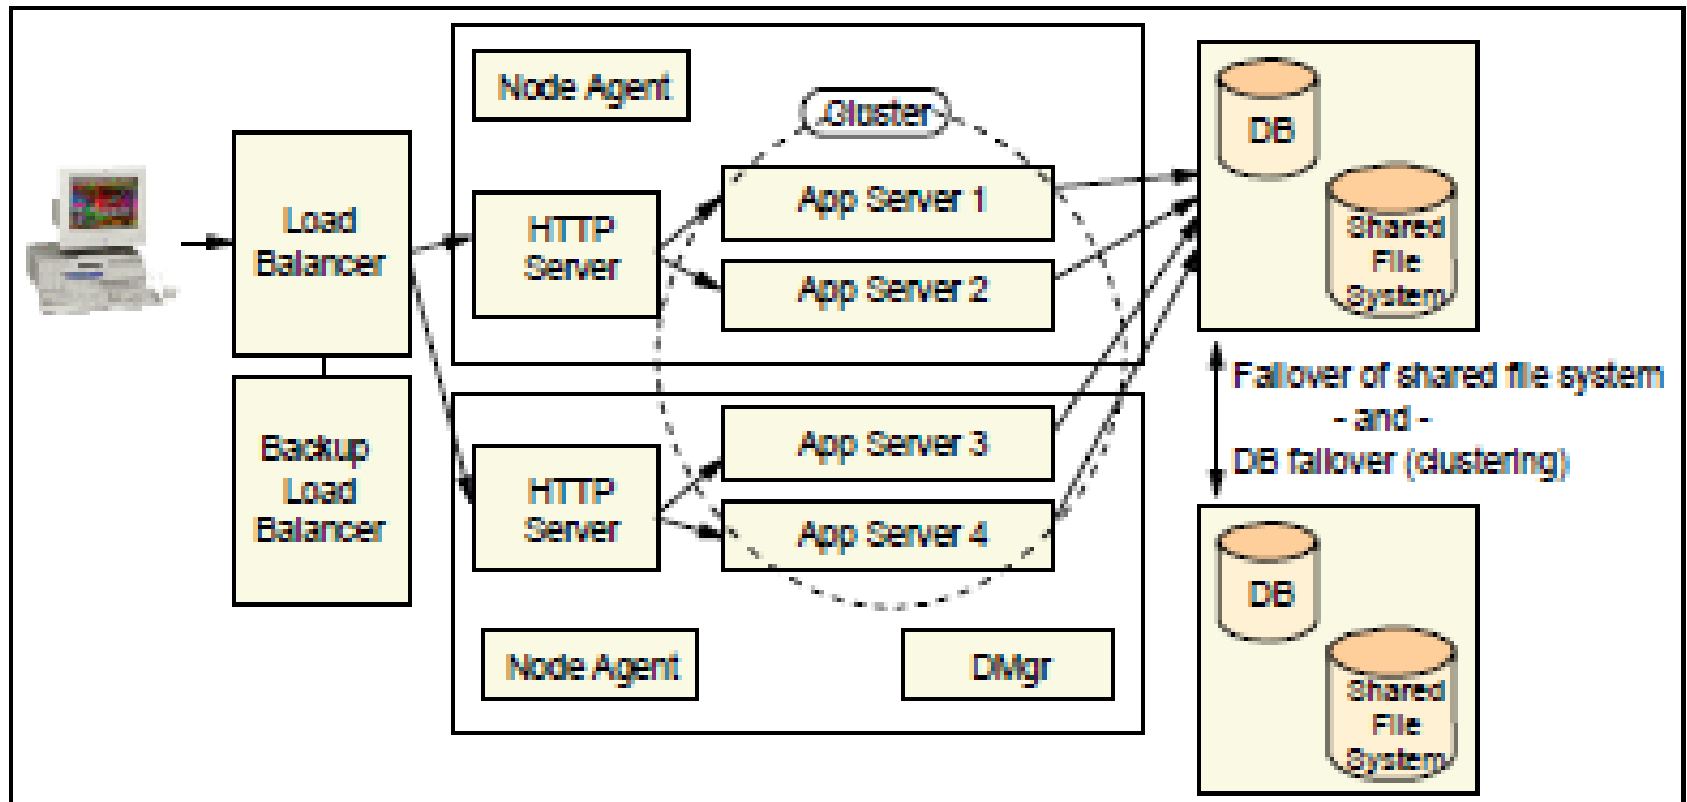 Node Agent
Cluster
DB
App Server 1
Load
Balancer
HTTP
Server
Shared
File
System
App Server 2
Failover of shared file system
- and -
DB failover (clustering)
Backup
Load
Balancer
App Server 3
HTTP
Server
App Server 4
DB
Node Agent
DMgr
Shared
File
System